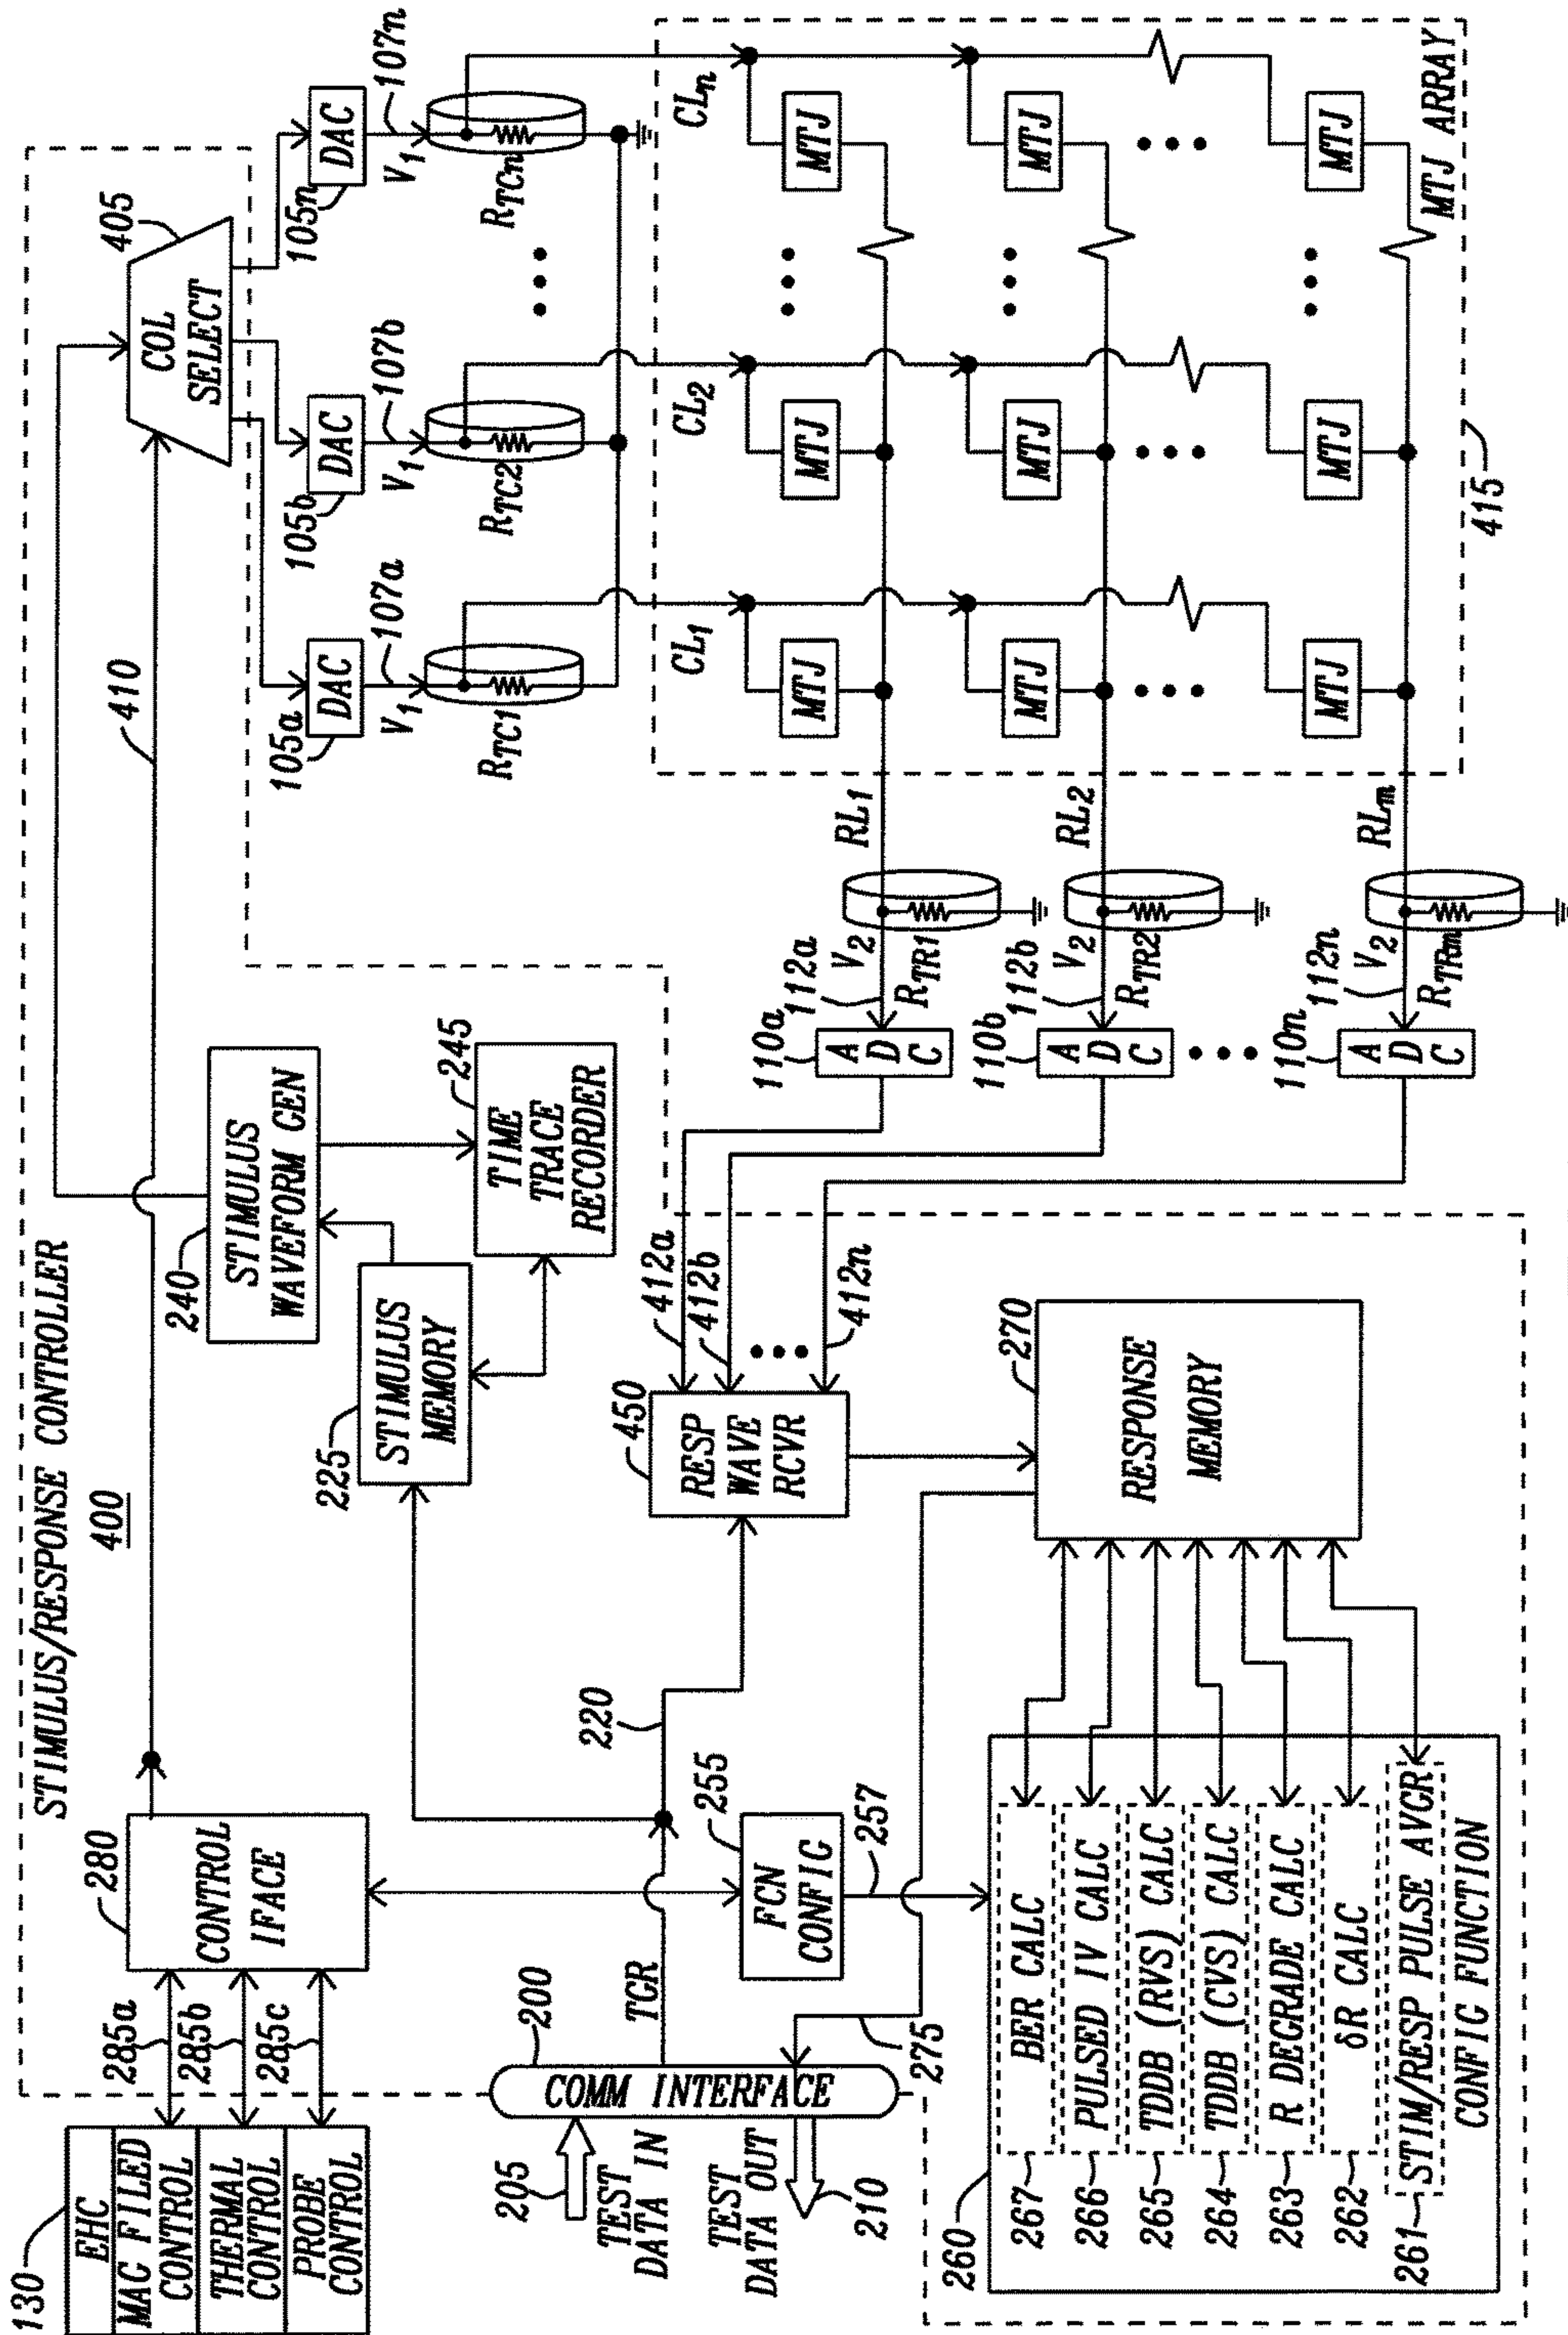 STIMULUS/RESPONSE CONTROLLER
400
130
EHC
MAG FILED
CONTROL
THERMAL
CONTROL
PROBE
CONTROL
285a
285b
285c
280
CONTROL
IFACE
410
405
COL
SELECT
240
STIMULUS
WAVEFORM GEN
245
TIME
TRACE
RECORDER
225
STIMULUS
MEMORY
105a
DAC
V1
107a
RTC1
105b
DAC
V1
107b
RTC2
105n
DAC
V1
107n
RTCn
CL1
CL2
CLn
MTJ
MTJ
MTJ
MTJ
MTJ
MTJ
MTJ
MTJ
MTJ
MTJ ARRAY
415
RL1
RL2
RLm
V2
112a
RTR1
V2
112b
RTR2
V2
112n
RTRm
110a
ADC
110b
ADC
110n
ADC
412a
412b
412n
450
RESP
WAVE
RCVR
220
TGR
200
COMM INTERFACE
205
TEST
DATA IN
TEST
DATA OUT
210
275
255
FCN
CONFIG
257
270
RESPONSE
MEMORY
260
267
BER CALC
266
PULSED IV CALC
265
TDDB (RVS) CALC
264
TDDB (CVS) CALC
263
R DEGRADE CALC
262
δR CALC
261
STIM/RESP PULSE AVGR
CONFIG FUNCTION